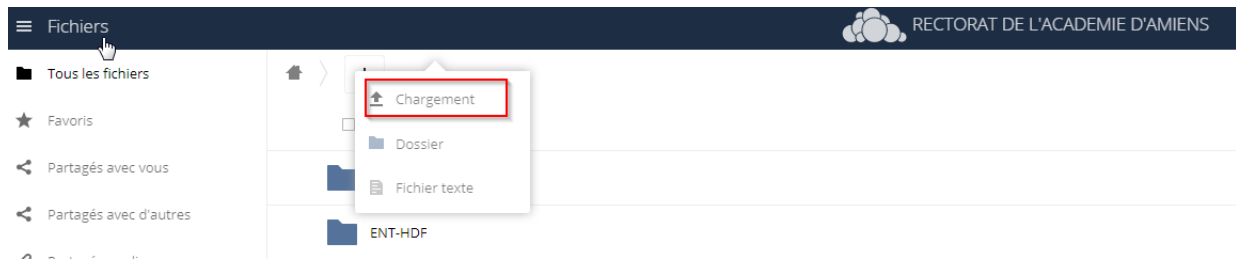 Fichiers
RECTORAT DE L'ACADEMIE D'AMIENS
Tous les fichiers
Favoris
Partagés avec vous
Partagés avec d'autres
Chargement
Dossier
Fichier texte
ENT-HDF